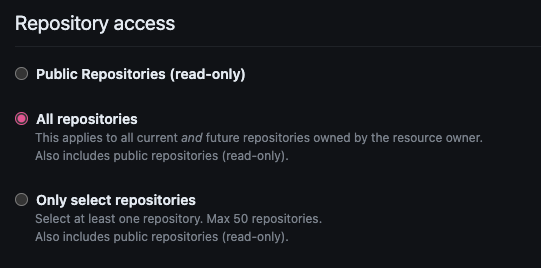 Repository access
Public Repositories (read-only)
All repositories
This applies to all current and future repositories owned by the resource owner.
Also includes public repositories (read-only).
Only select repositories
Select at least one repository. Max 50 repositories.
Also includes public repositories (read-only).